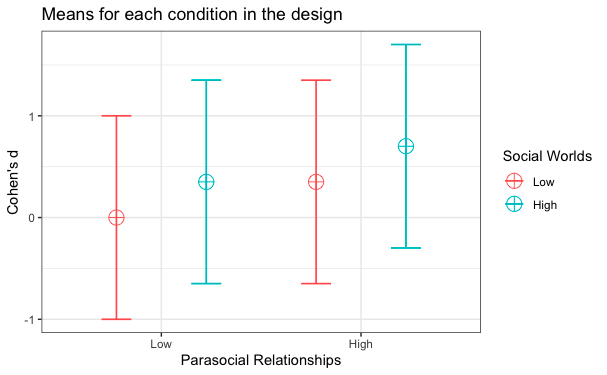 Means for each condition in the design
Cohen's d
1
0
-1
Low
High
Parasocial Relationships
Social Worlds
Low
High